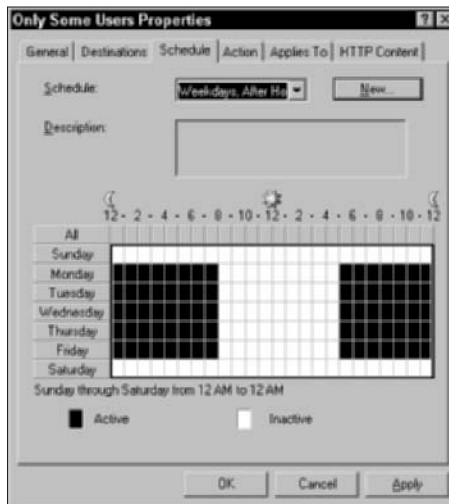 Only Some Users Properties
General Destinations Schedule Action Applies To HTTP Content
Schedule: Weekdays, After Ho New...
Description:
12 - 2 - 4 - 6 - 8 - 10 - 12 - 2 - 4 - 6 - 8 - 10 - 12
All
Sunday
Monday
Tuesday
Wednesday
Thursday
Friday
Saturday
Sunday through Saturday from 12 AM to 12 AM
Active Inactive
OK Cancel Apply